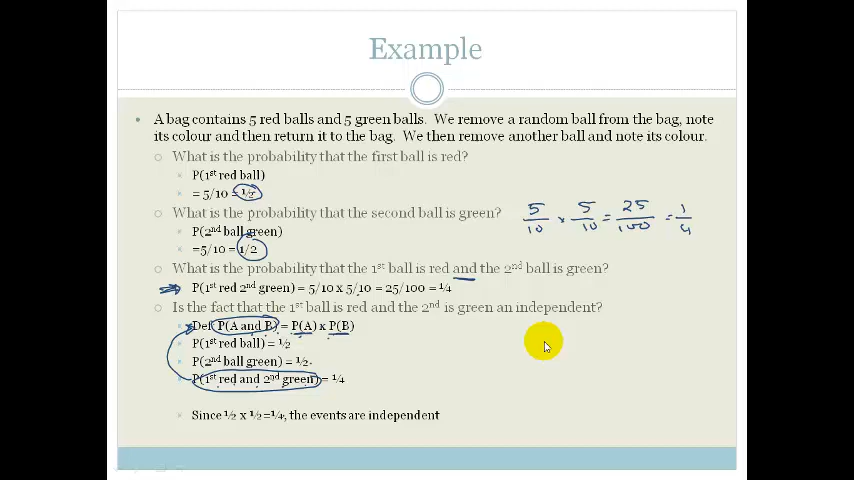 Example
A bag contains 5 red balls and 5 green balls. We remove a random ball from the bag, note
its colour and then return it to the bag. We then remove another ball and note its colour.
What is the probability that the first ball is red?
P(1st red ball)
= 5/10 = ½
What is the probability that the second ball is green?
P(2nd ball green)
=5/10 = 1/2
5/10 × 5/10 = 25/100 = 1/4
What is the probability that the 1st ball is red and the 2nd ball is green?
P(1st red 2nd green) = 5/10 x 5/10 = 25/100 = ¼
Is the fact that the 1st ball is red and the 2nd is green an independent?
Def P(A and B) = P(A) x P(B)
P(1st red ball) = ½
P(2nd ball green) = ½
P(1st red and 2nd green) = ¼
Since ½ x ½ =¼, the events are independent